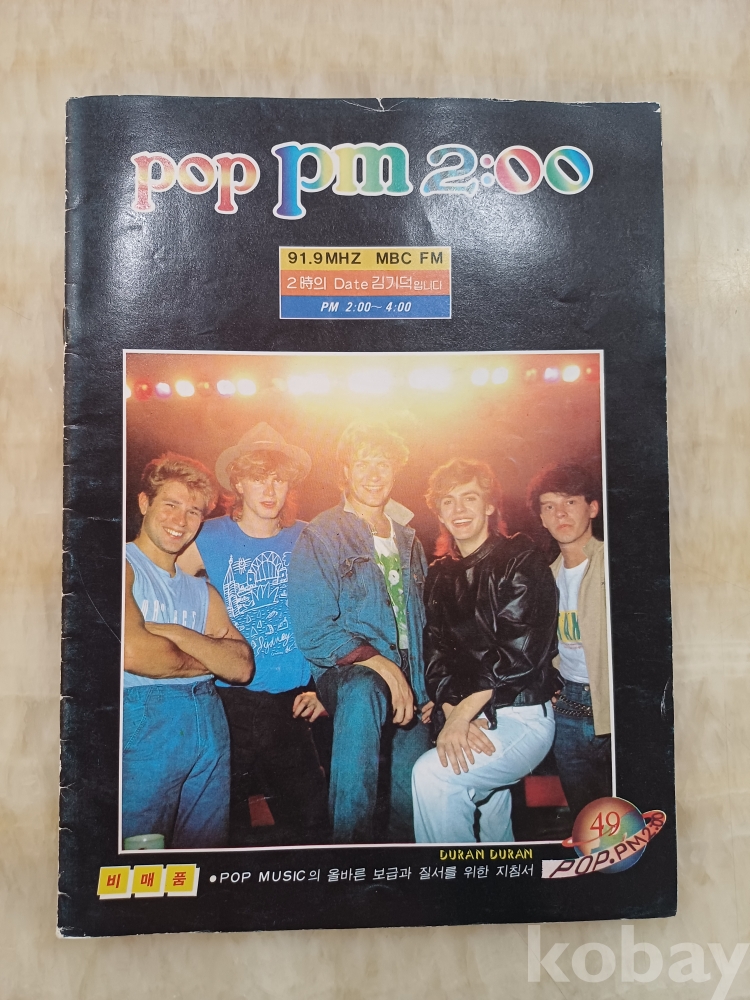 pop pm 2:00
91.9MHZ MBC FM
2時의 Date 김기덕입니다
PM 2:00~4:00
Sydney
DURAN DURAN
49
POP.PM2:00
비매품
●POP MUSIC의 올바른 보급과 질서를 위한 지침서
kobay